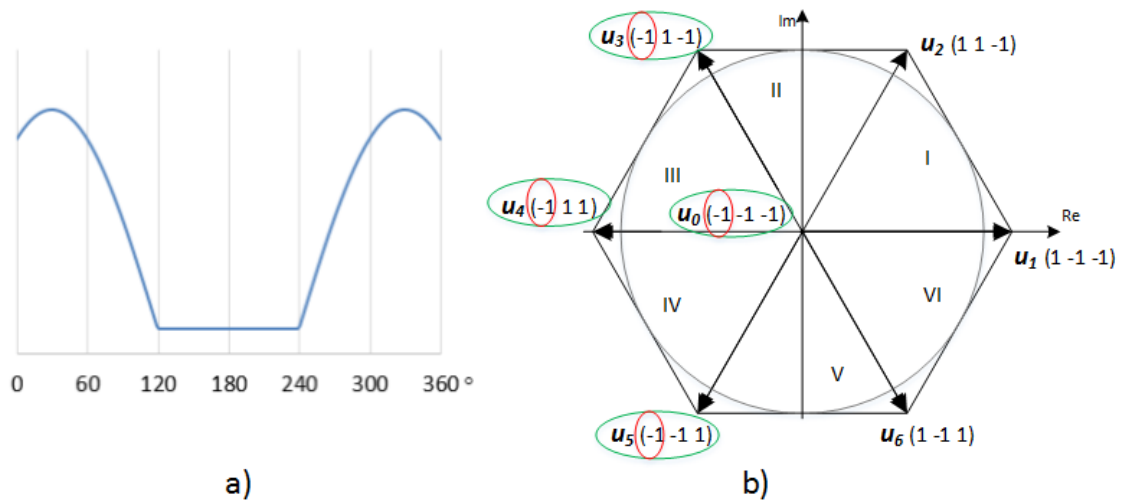 0 60 120 180 240 300 360 °
a)
Im
u3 (-1 1 -1)
u2 (1 1 -1)
II
I
III
u4 (-1 1 1)
u0 (-1 -1 -1)
Re
u1 (1 -1 -1)
IV
VI
V
u5 (-1 -1 1)
u6 (1 -1 1)
b)